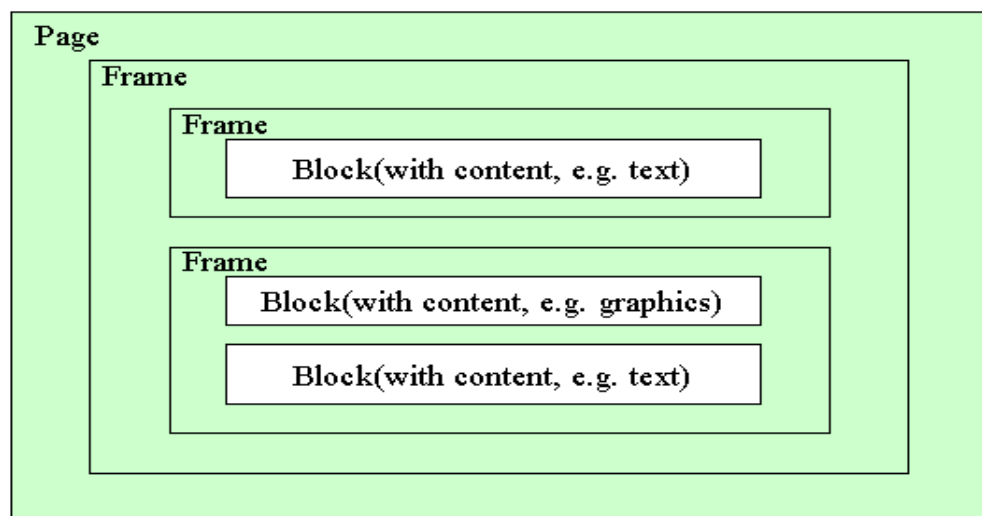 Page
Frame
Frame
Block(with content, e.g. text)
Frame
Block(with content, e.g. graphics)
Block(with content, e.g. text)